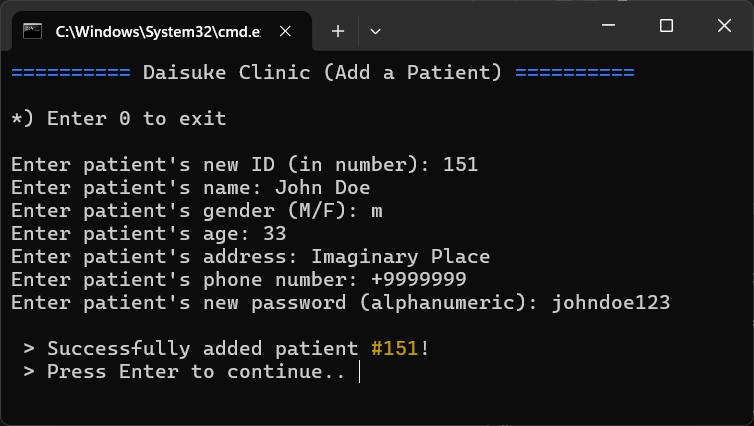 C:\Windows\System32\cmd.e
========== Daisuke Clinic (Add a Patient) ==========
*) Enter 0 to exit
Enter patient's new ID (in number): 151
Enter patient's name: John Doe
Enter patient's gender (M/F): m
Enter patient's age: 33
Enter patient's address: Imaginary Place
Enter patient's phone number: +9999999
Enter patient's new password (alphanumeric): johndoe123
> Successfully added patient #151!
> Press Enter to continue..